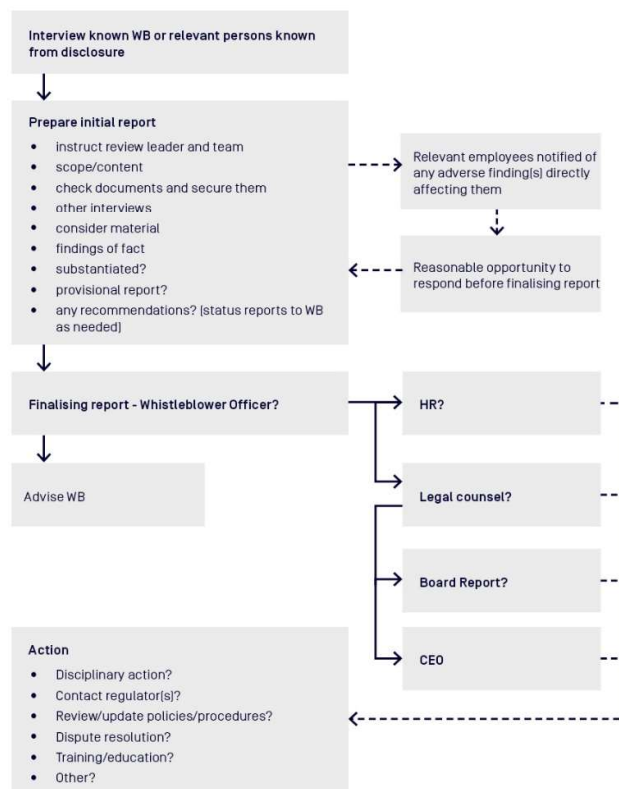 Interview known WB or relevant persons known
from disclosure
Prepare initial report
• instruct review leader and team
• scope/content
• check documents and secure them
• other interviews
• consider material
• findings of fact
• substantiated?
• provisional report?
• any recommendations? (status reports to WB
as needed)
Relevant employees notified of
any adverse finding(s) directly
affecting them
Reasonable opportunity to
respond before finalising report
Finalising report - Whistleblower Officer?
HR?
Advise WB
Legal counsel?
Board Report?
CEO
Action
• Disciplinary action?
• Contact regulator(s)?
• Review/update policies/procedures?
• Dispute resolution?
• Training/education?
• Other?